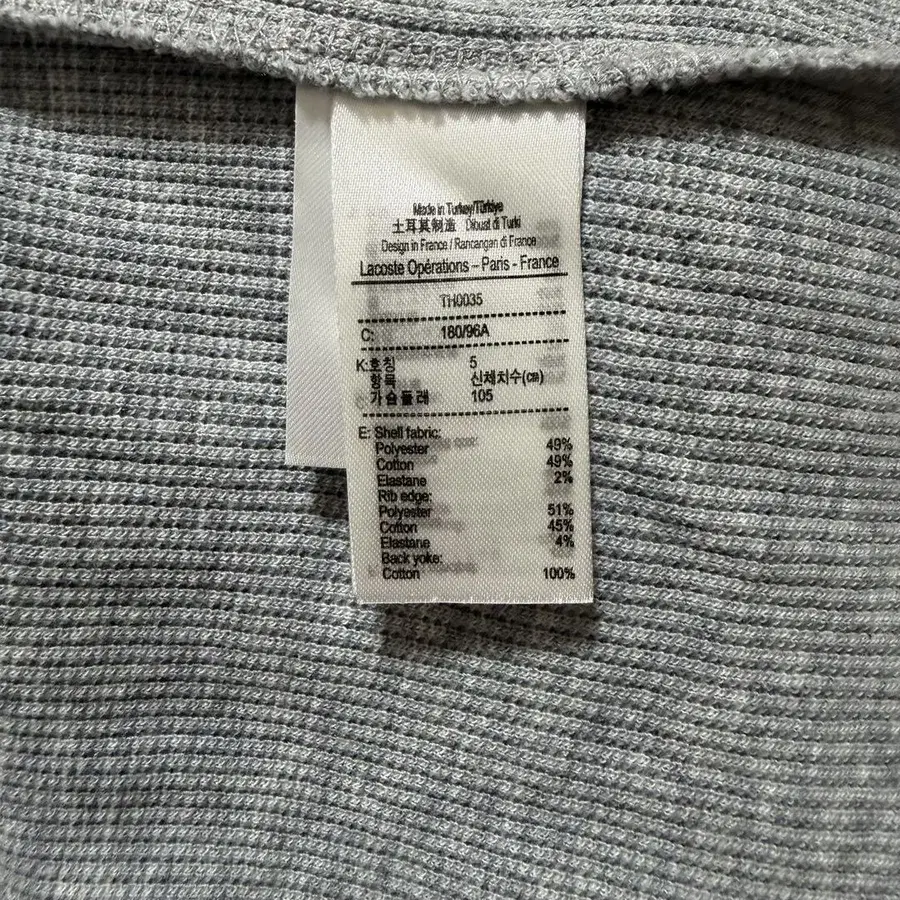 Made in Turkey/Türkiye
土耳其制造 Dibuat di Turki
Design in France / Rancangan di France
Lacoste Opérations – Paris - France
TH0035
C: 180/96A
K: 호칭 5
항목 신체치수(cm)
가슴둘레 105
E: Shell fabric:
Polyester 49%
Cotton 49%
Elastane 2%
Rib edge:
Polyester 51%
Cotton 45%
Elastane 4%
Back yoke:
Cotton 100%